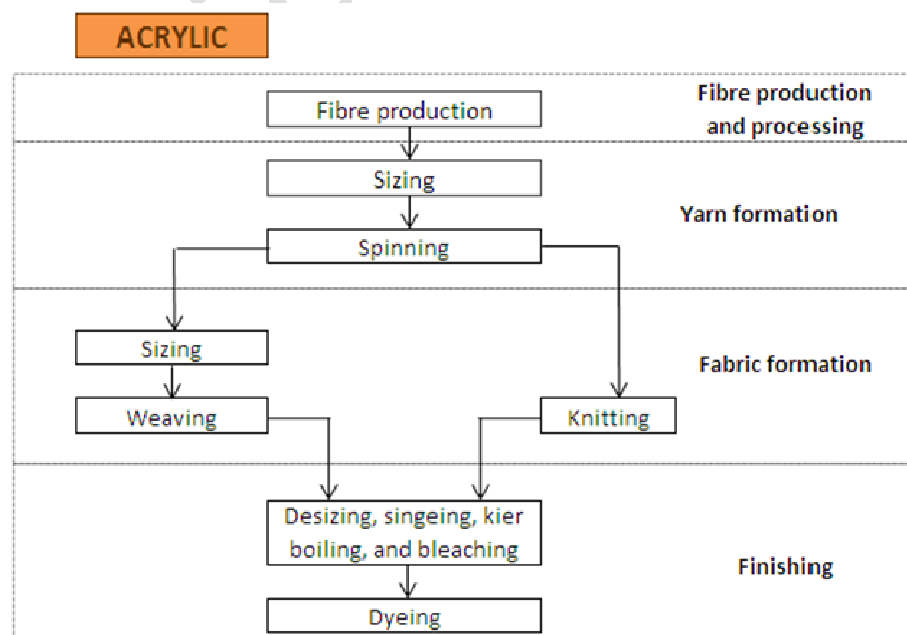 ACRYLIC
Fibre production
Fibre production
and processing
Sizing
Yarn formation
Spinning
Sizing
Fabric formation
Weaving
Knitting
Desizing, singeing, kier
boiling, and bleaching
Finishing
Dyeing